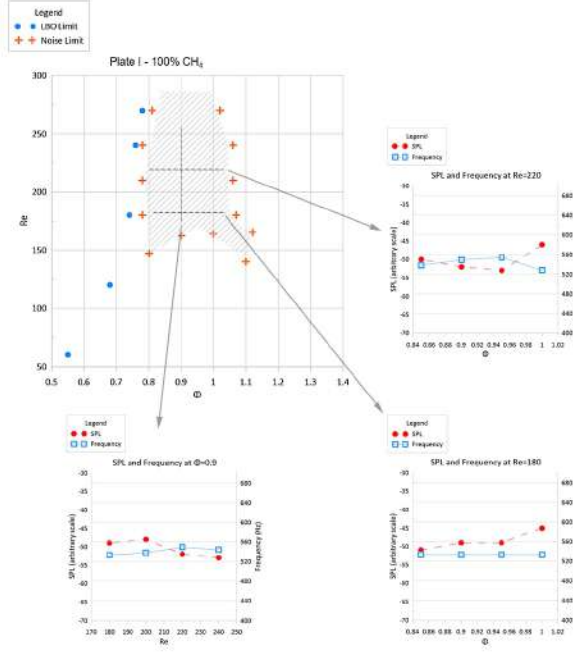 Legend
LBO Limit
Noise Limit
Plate I - 100% CH₄
300
250
200
150
100
50
Re
0.5 0.6 0.7 0.8 0.9 1 1.1 1.2 1.3 1.4
Φ
Legend
SPL
Frequency
SPL and Frequency at Re=220
-30
-35
-40
-45
-50
-55
-60
-65
-70
SPL (arbitrary scale)
680
640
600
560
520
480
440
400
0.84 0.86 0.88 0.9 0.92 0.94 0.96 0.98 1 1.02
Φ
Legend
SPL
Frequency
SPL and Frequency at Φ=0.9
-30
-35
-40
-45
-50
-55
-60
-65
-70
SPL (arbitrary scale)
680
640
600
560
520
480
440
400
Frequency (Hz)
170 180 190 200 210 220 230 240 250
Re
Legend
SPL
Frequency
SPL and Frequency at Re=180
-30
-35
-40
-45
-50
-55
-60
-65
-70
SPL (arbitrary scale)
680
640
600
560
520
480
440
400
0.84 0.86 0.88 0.9 0.92 0.94 0.96 0.98 1 1.02
Φ